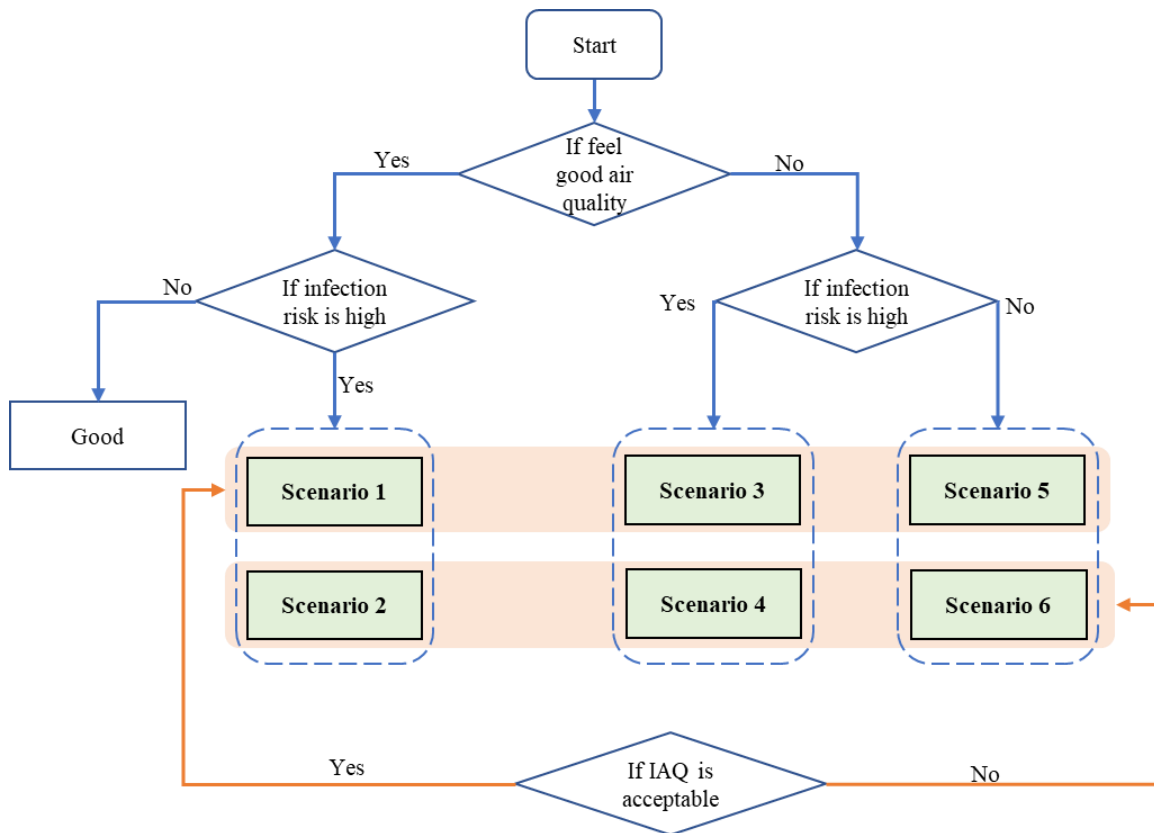 Start
If feel
good air
quality
Yes
No
If infection
risk is high
No
Yes
If infection
risk is high
Yes
No
Good
Scenario 1
Scenario 3
Scenario 5
Scenario 2
Scenario 4
Scenario 6
If IAQ is
acceptable
Yes
No